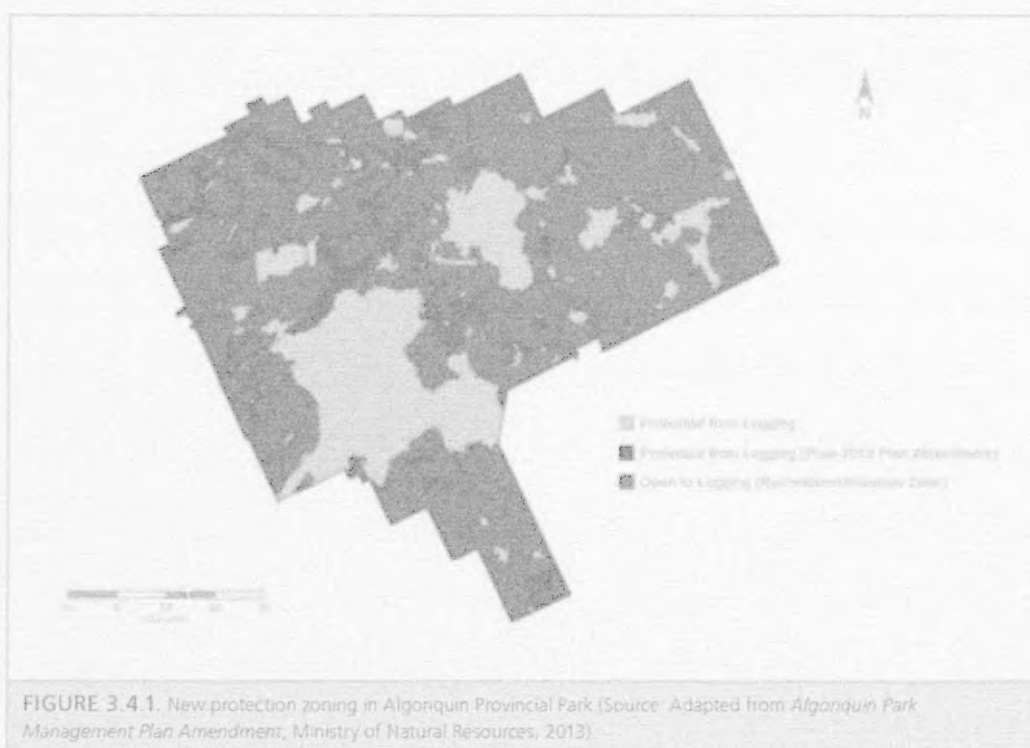 N
Protected from Logging
Protected from Logging (Post-2013 Plan Amendment)
Open to Logging (Recreation/Utilization Zone)
FIGURE 3.4.1. New protection zoning in Algonquin Provincial Park (Source: Adapted from Algonquin Park
Management Plan Amendment, Ministry of Natural Resources, 2013).